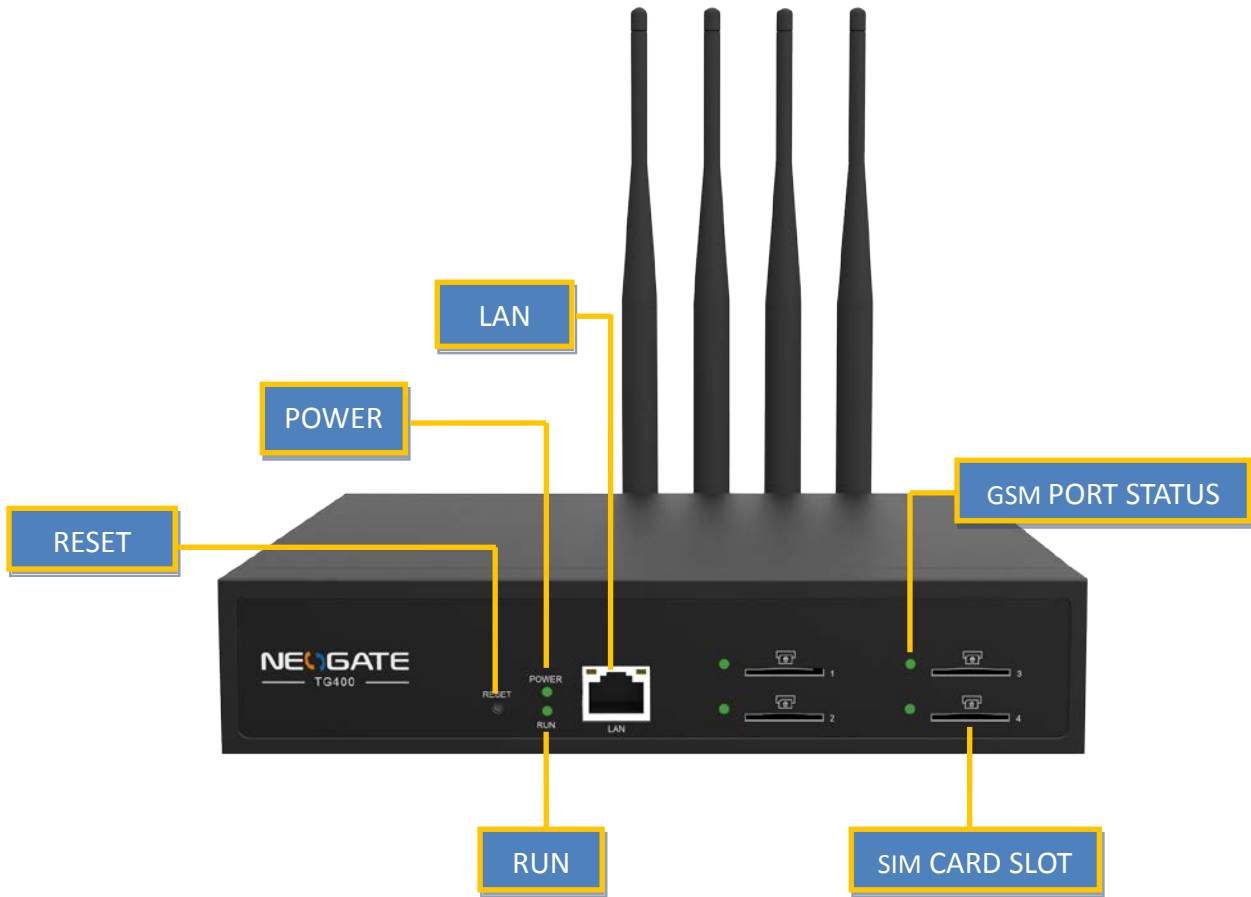 LAN
POWER
GSM PORT STATUS
RESET
NEOGATE
TG400
RESET
POWER
RUN
LAN
1
2
3
4
RUN
SIM CARD SLOT